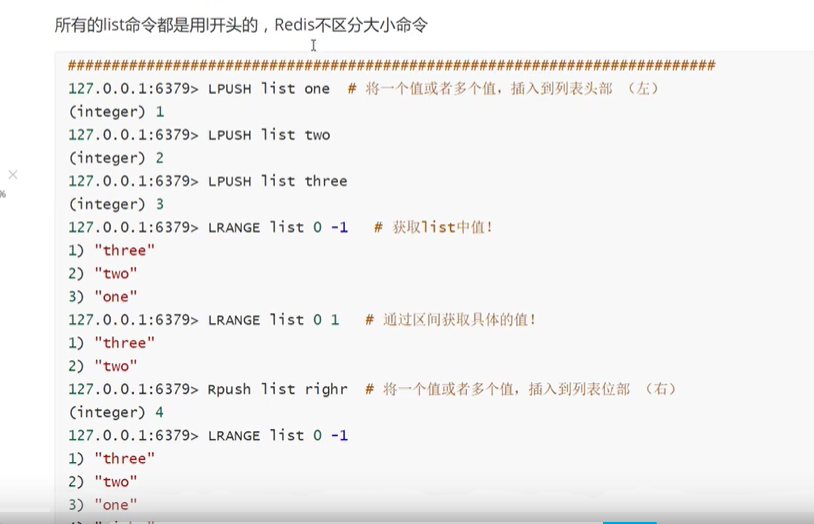 所有的list命令都是用l开头的，Redis不区分大小命令
###########################################################################
127.0.0.1:6379> LPUSH list one  # 将一个值或者多个值，插入到列表头部 （左）
(integer) 1
127.0.0.1:6379> LPUSH list two
(integer) 2
127.0.0.1:6379> LPUSH list three
(integer) 3
127.0.0.1:6379> LRANGE list 0 -1   # 获取list中值！
1) "three"
2) "two"
3) "one"
127.0.0.1:6379> LRANGE list 0 1   # 通过区间获取具体的值！
1) "three"
2) "two"
127.0.0.1:6379> Rpush list righr  # 将一个值或者多个值，插入到列表位部 （右）
(integer) 4
127.0.0.1:6379> LRANGE list 0 -1
1) "three"
2) "two"
3) "one"